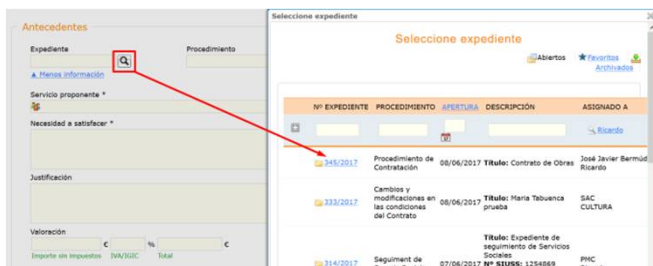 Antecedentes
Expediente
Procedimiento
▲ Menos información
Servicio proponente *
Necesidad a satisfacer *
Justificación
Valoración
€ % €
Importe sin impuestos IVA/IGIC Total
Seleccione expediente
Seleccione expediente
Abiertos Favoritos
Archivados
Nº EXPEDIENTE PROCEDIMIENTO APERTURA DESCRIPCIÓN ASIGNADO A
Ricardo
345/2017 Procedimiento de Contratación 08/06/2017 Título: Contrato de Obras José Javier Bermúd
Ricardo
333/2017 Cambios y modificaciones en las condiciones del Contrato 08/06/2017 Título: Maria Tabuenca prueba SAC
CULTURA
314/2017 Seguiment de 07/06/2017 Título: Expediente de seguimiento de Servicios Sociales
Nº SIUSS: 1254869 PMC